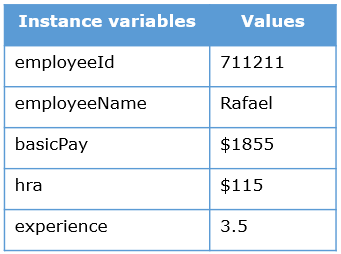 Instance variables Values
employeeId 711211
employeeName Rafael
basicPay $1855
hra $115
experience 3.5